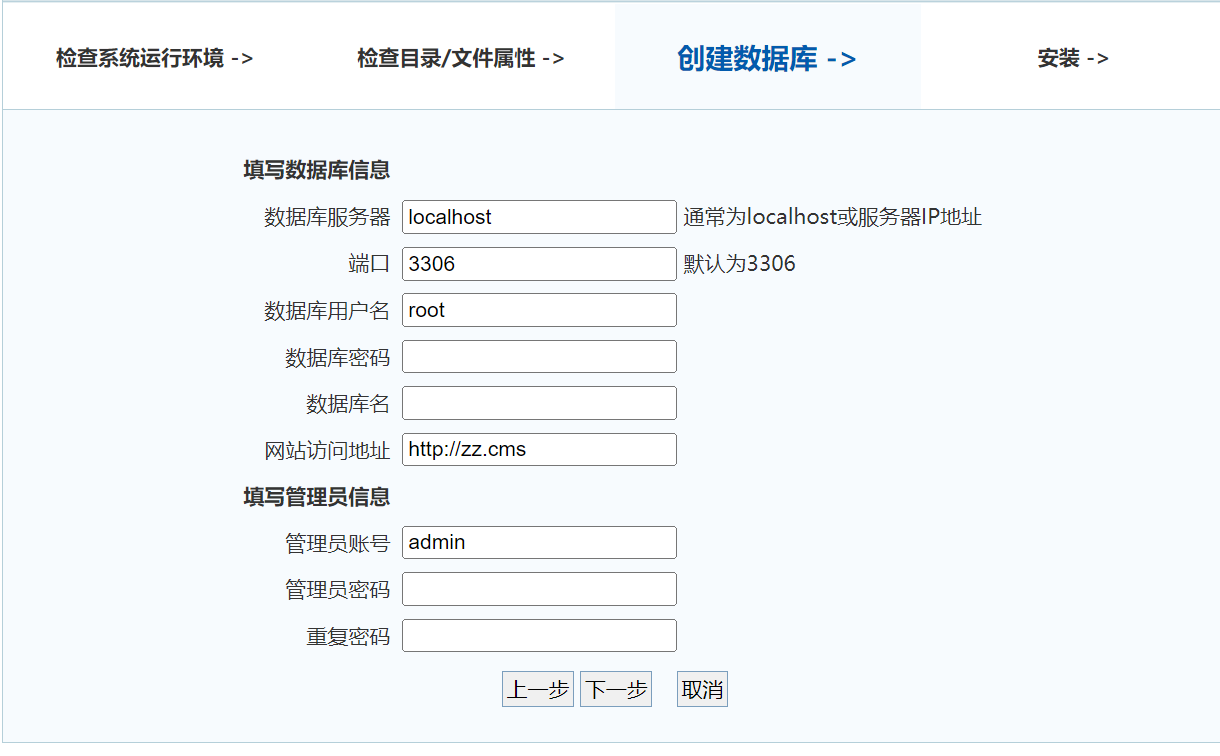 检查系统运行环境 -> 检查目录/文件属性 -> 创建数据库 -> 安装 ->
填写数据库信息
数据库服务器 localhost 通常为localhost或服务器IP地址
端口 3306 默认为3306
数据库用户名 root
数据库密码
数据库名
网站访问地址 http://zz.cms
填写管理员信息
管理员账号 admin
管理员密码
重复密码
上一步 下一步 取消